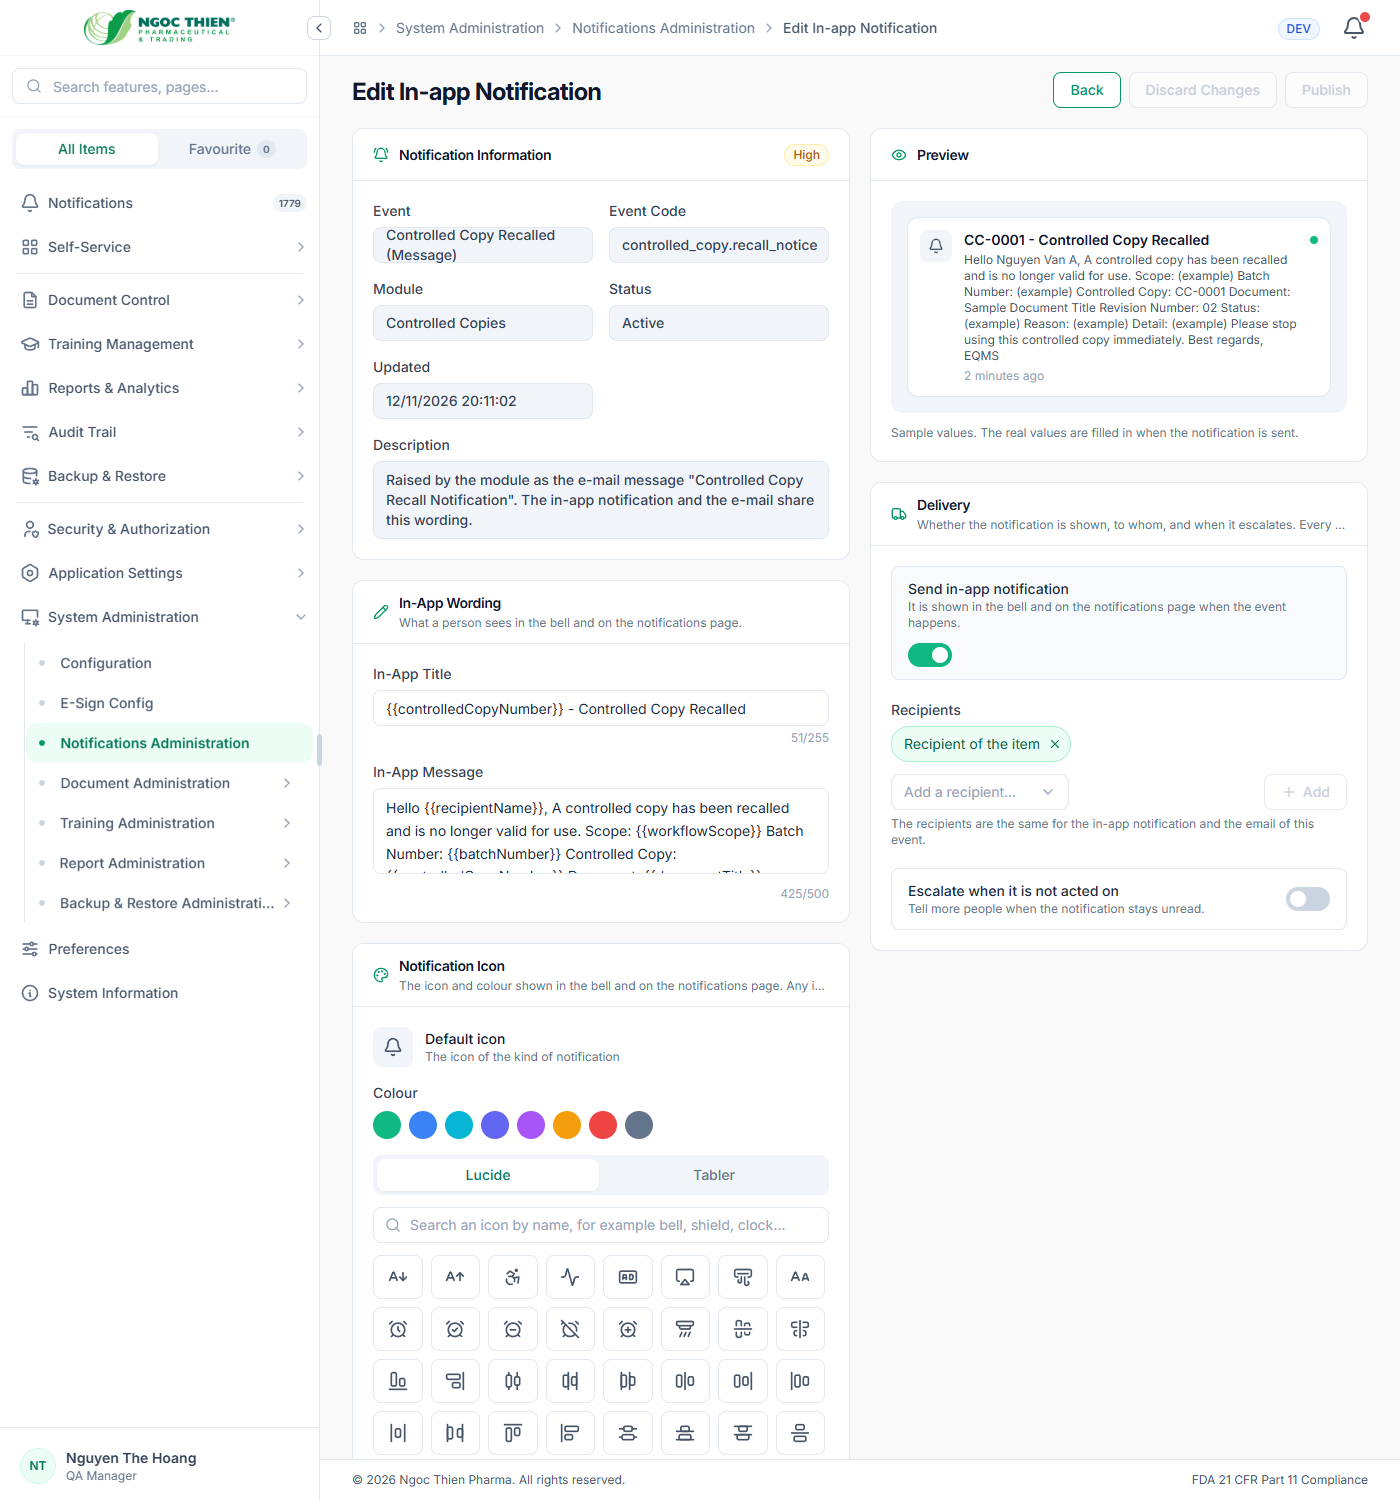 NGOC THIEN®
PHARMACEUTICAL
& TRADING
Search features, pages...
All Items
Favourite 0
Notifications 1779
Self-Service
Document Control
Training Management
Reports & Analytics
Audit Trail
Backup & Restore
Security & Authorization
Application Settings
System Administration
Configuration
E-Sign Config
Notifications Administration
Document Administration
Training Administration
Report Administration
Backup & Restore Administrati...
Preferences
System Information
NT
Nguyen The Hoang
QA Manager
System Administration
Notifications Administration
Edit In-app Notification
DEV
Edit In-app Notification
Back
Discard Changes
Publish
Notification Information
High
Event
Controlled Copy Recalled
(Message)
Event Code
controlled_copy.recall_notice
Module
Controlled Copies
Status
Active
Updated
12/11/2026 20:11:02
Description
Raised by the module as the e-mail message "Controlled Copy
Recall Notification". The in-app notification and the e-mail share
this wording.
In-App Wording
What a person sees in the bell and on the notifications page.
In-App Title
{{controlledCopyNumber}} - Controlled Copy Recalled
51/255
In-App Message
Hello {{recipientName}}, A controlled copy has been recalled
and is no longer valid for use. Scope: {{workflowScope}} Batch
Number: {{batchNumber}} Controlled Copy:
{{controlledCopyNumber}} Document: {{documentTitle}}
425/500
Notification Icon
The icon and colour shown in the bell and on the notifications page. Any i...
Default icon
The icon of the kind of notification
Colour
Lucide
Tabler
Search an icon by name, for example bell, shield, clock...
Preview
CC-0001 - Controlled Copy Recalled
Hello Nguyen Van A, A controlled copy has been recalled
and is no longer valid for use. Scope: (example) Batch
Number: (example) Controlled Copy: CC-0001 Document:
Sample Document Title Revision Number: 02 Status:
(example) Reason: (example) Detail: (example) Please stop
using this controlled copy immediately. Best regards,
EQMS
2 minutes ago
Sample values. The real values are filled in when the notification is sent.
Delivery
Whether the notification is shown, to whom, and when it escalates. Every ...
Send in-app notification
It is shown in the bell and on the notifications page when the event
happens.
Recipients
Recipient of the item
Add a recipient...
Add
The recipients are the same for the in-app notification and the email of this
event.
Escalate when it is not acted on
Tell more people when the notification stays unread.
© 2026 Ngoc Thien Pharma. All rights reserved.
FDA 21 CFR Part 11 Compliance